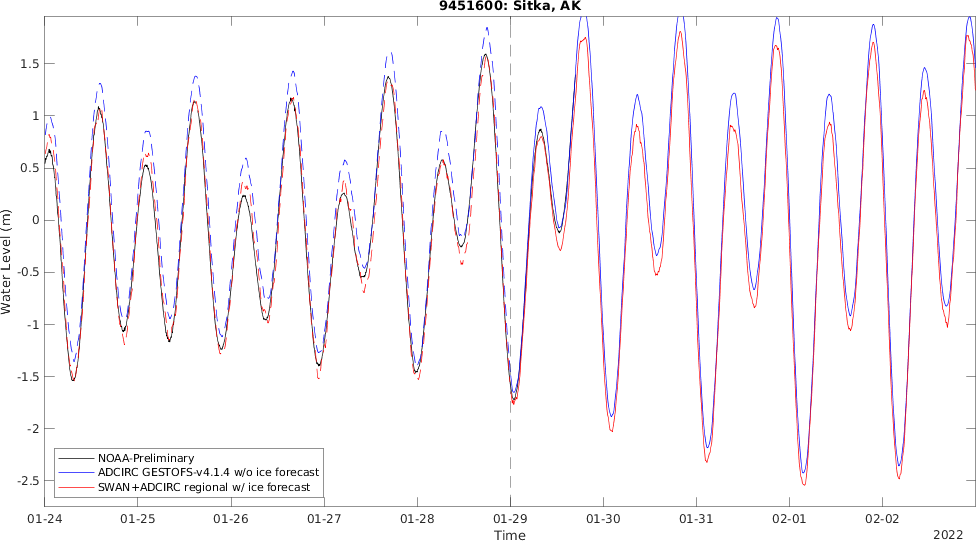 9451600: Sitka, AK
Water Level (m)
1.5
1
0.5
0
-0.5
-1
-1.5
-2
-2.5
NOAA-Preliminary
ADCIRC GESTOFS-v4.1.4 w/o ice forecast
SWAN+ADCIRC regional w/ ice forecast
01-24 01-25 01-26 01-27 01-28 01-29 01-30 01-31 02-01 02-02
Time
2022